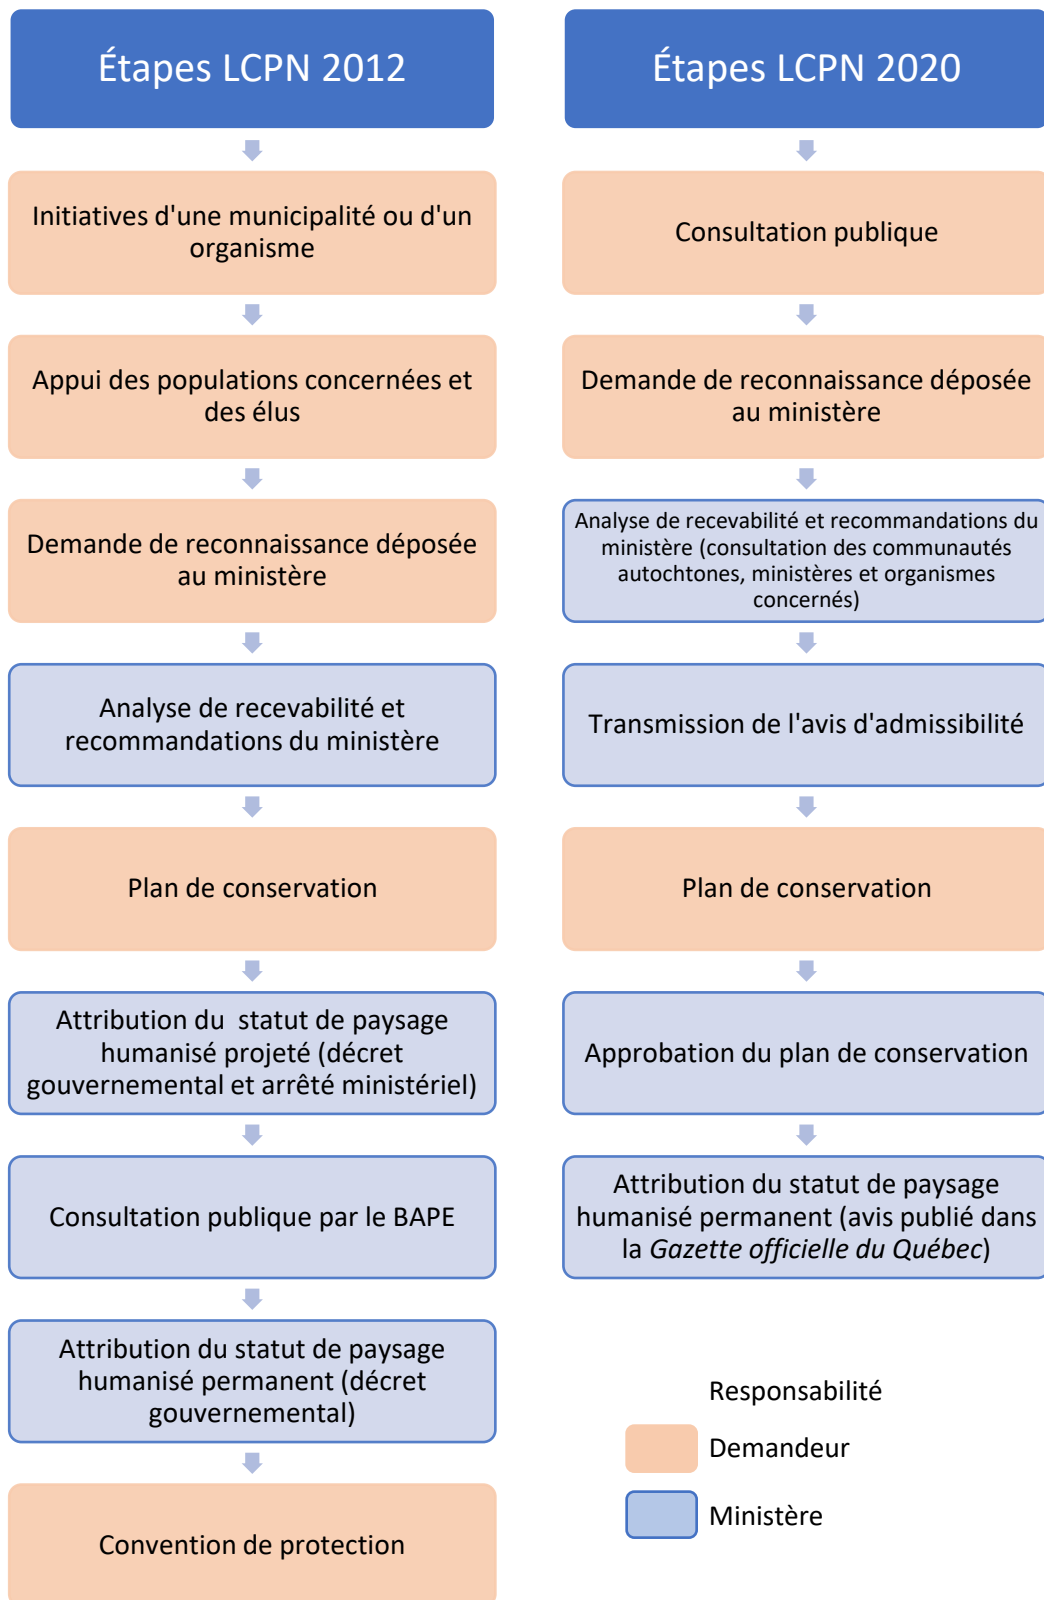 Étapes LCPN 2012
Initiatives d'une municipalité ou d'un
organisme
Appui des populations concernées et
des élus
Demande de reconnaissance déposée
au ministère
Analyse de recevabilité et
recommandations du ministère
Plan de conservation
Attribution du  statut de paysage
humanisé projeté (décret
gouvernemental et arrêté ministériel)
Consultation publique par le BAPE
Attribution du statut de paysage
humanisé permanent (décret
gouvernemental)
Convention de protection
Étapes LCPN 2020
Consultation publique
Demande de reconnaissance déposée
au ministère
Analyse de recevabilité et recommandations du
ministère (consultation des communautés
autochtones, ministères et organismes
concernés)
Transmission de l'avis d'admissibilité
Plan de conservation
Approbation du plan de conservation
Attribution du statut de paysage
humanisé permanent (avis publié dans
la Gazette officielle du Québec)
Responsabilité
Demandeur
Ministère